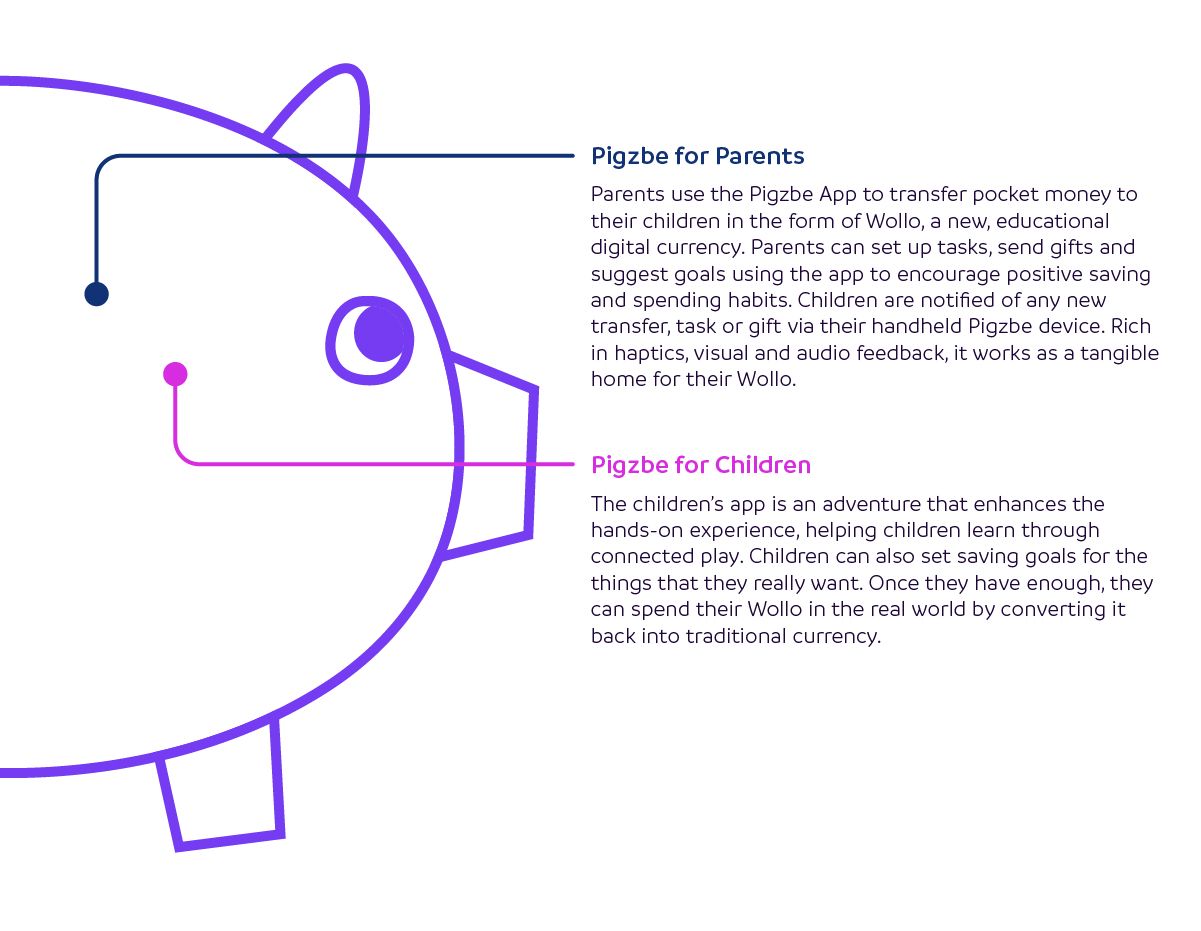 Pigzbe for Parents
Parents use the Pigzbe App to transfer pocket money to
their children in the form of Wollo, a new, educational
digital currency. Parents can set up tasks, send gifts and
suggest goals using the app to encourage positive saving
and spending habits. Children are notified of any new
transfer, task or gift via their handheld Pigzbe device. Rich
in haptics, visual and audio feedback, it works as a tangible
home for their Wollo.
Pigzbe for Children
The children’s app is an adventure that enhances the
hands-on experience, helping children learn through
connected play. Children can also set saving goals for the
things that they really want. Once they have enough, they
can spend their Wollo in the real world by converting it
back into traditional currency.